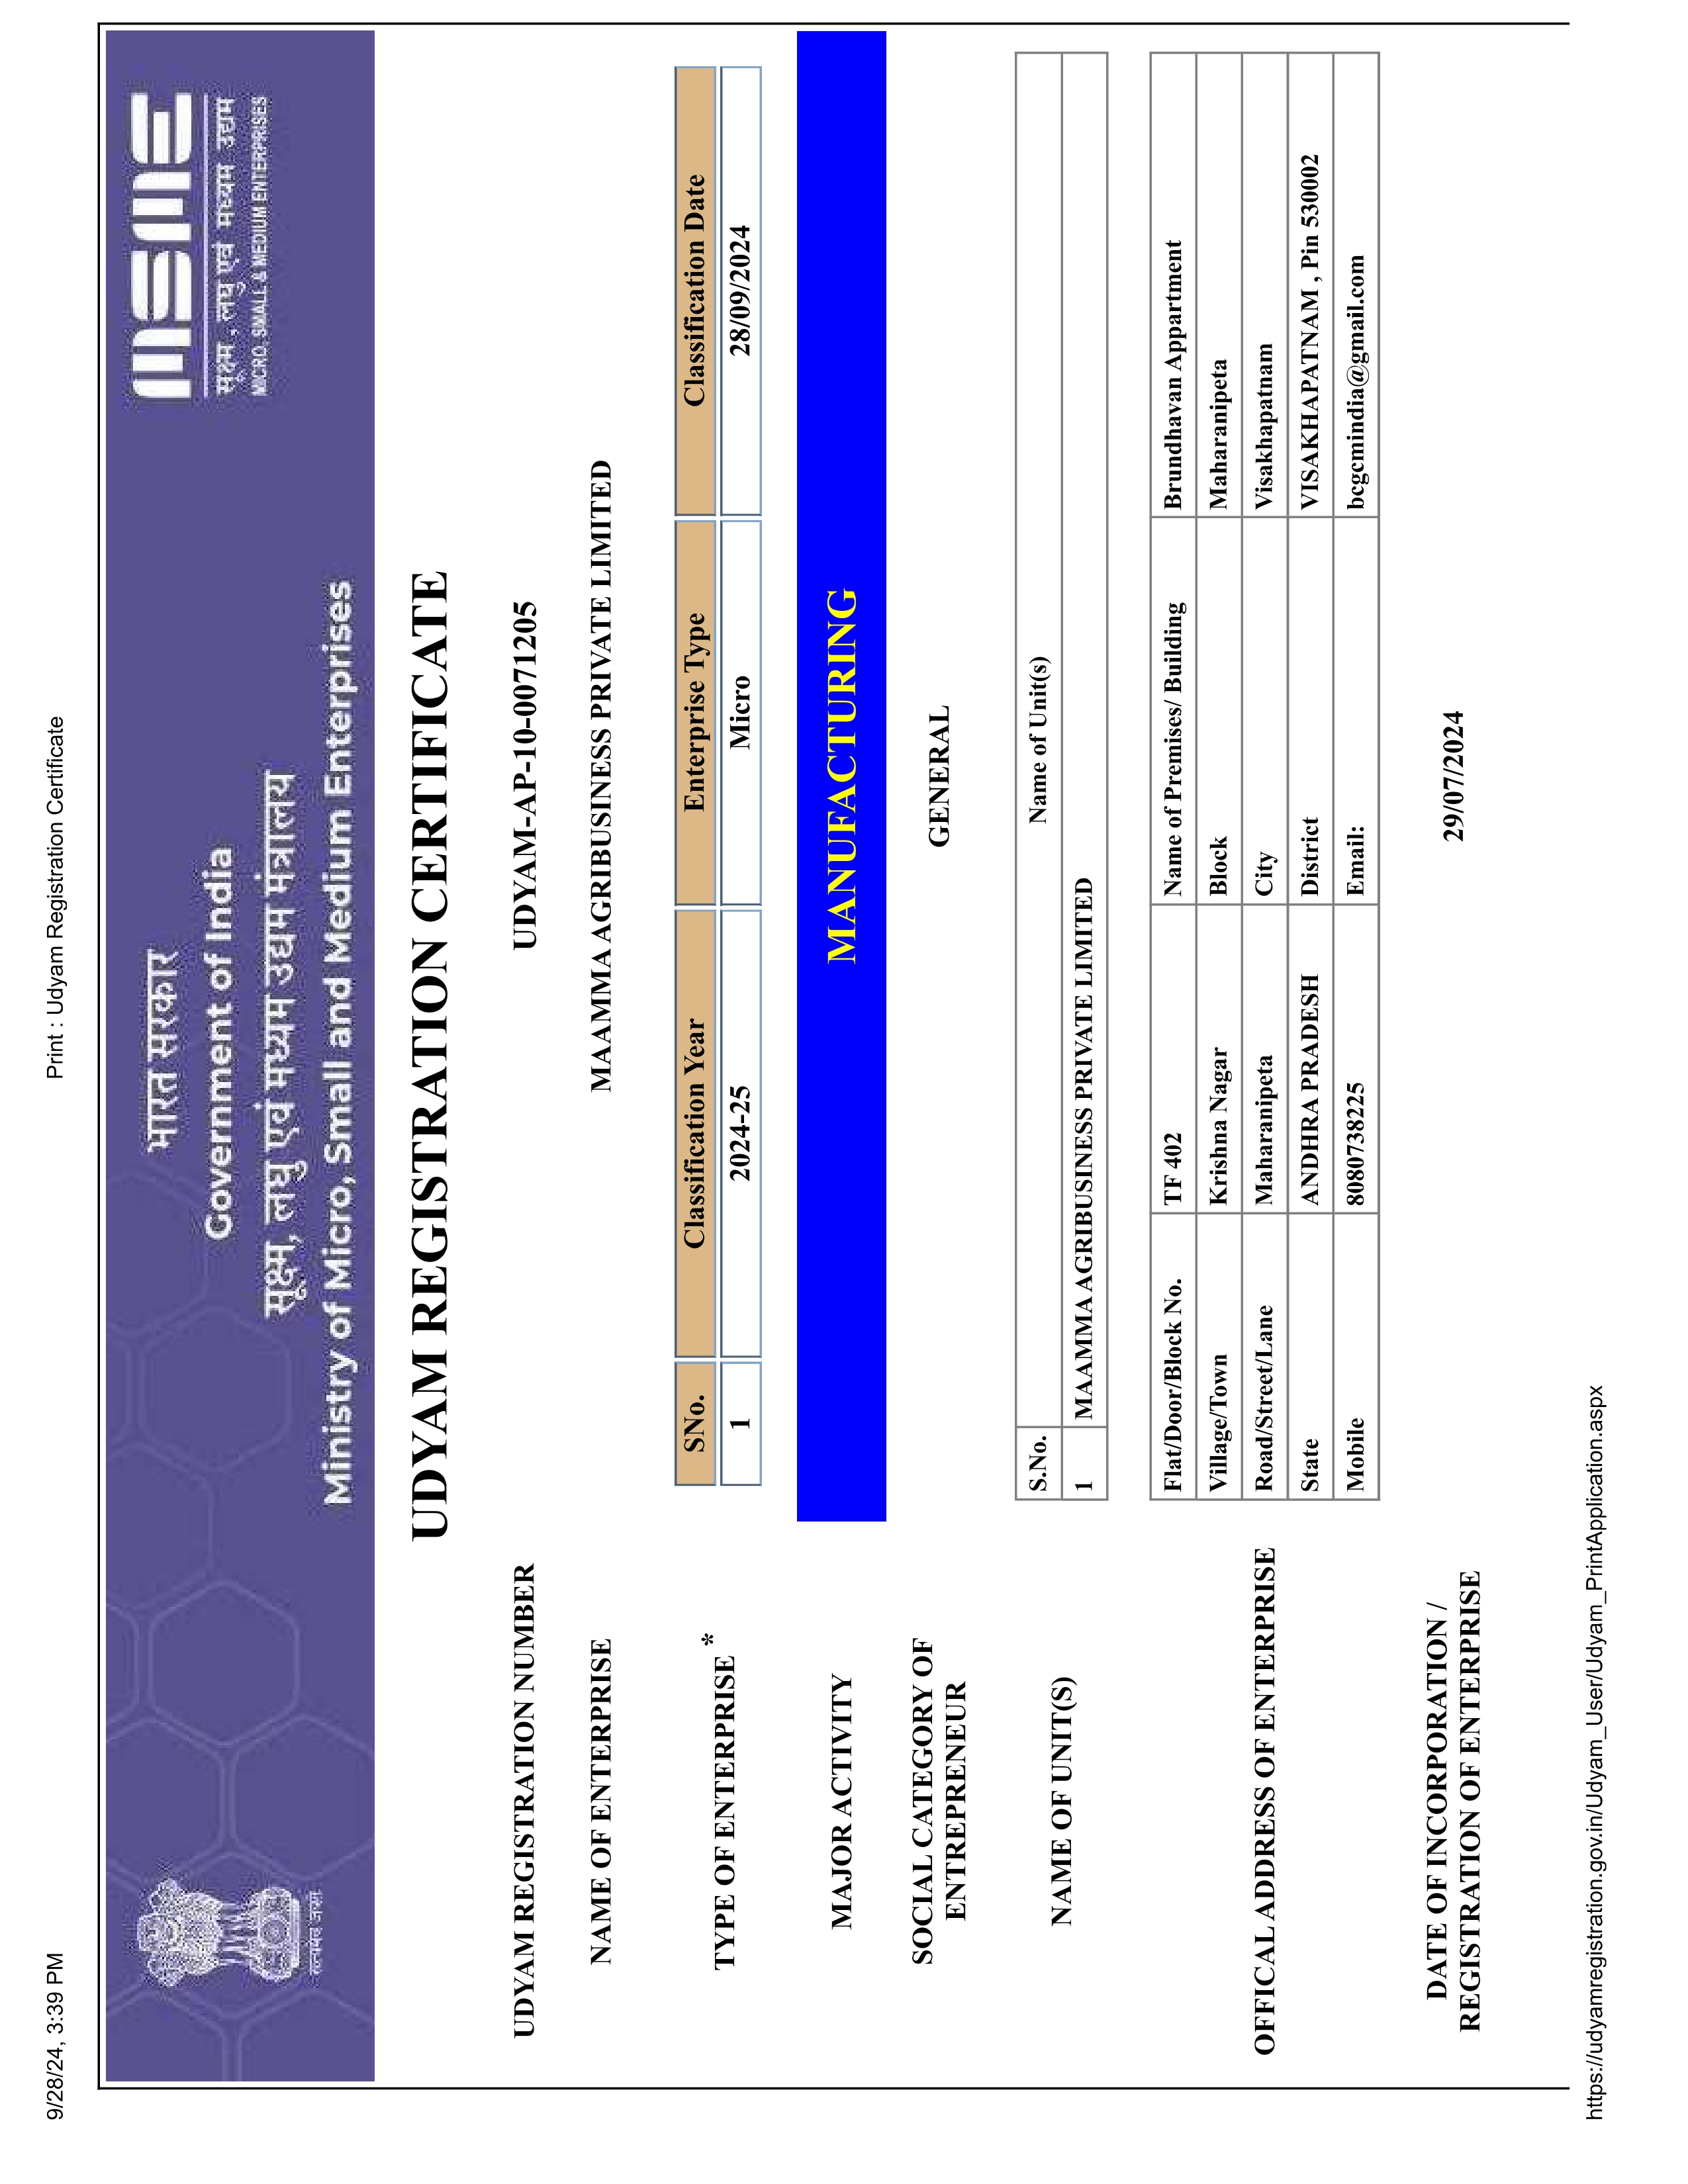 9/28/24, 3:39 PM Print : Udyam Registration Certificate
भारत सरकार
Government of India
सूक्ष्म, लघु एवं मध्यम उद्यम मंत्रालय
Ministry of Micro, Small and Medium Enterprises
सत्यमेव जयते
MSME
सूक्ष्म , लघु एवं मध्यम उद्यम
MICRO, SMALL & MEDIUM ENTERPRISES
UDYAM REGISTRATION CERTIFICATE
UDYAM REGISTRATION NUMBER UDYAM-AP-10-0071205
NAME OF ENTERPRISE MAAMMA AGRIBUSINESS PRIVATE LIMITED
TYPE OF ENTERPRISE *
SNo. Classification Year Enterprise Type Classification Date
1 2024-25 Micro 28/09/2024
MAJOR ACTIVITY MANUFACTURING
SOCIAL CATEGORY OF
ENTREPRENEUR
GENERAL
NAME OF UNIT(S)
S.No. Name of Unit(s)
1 MAAMMA AGRIBUSINESS PRIVATE LIMITED
OFFICAL ADDRESS OF ENTERPRISE
Flat/Door/Block No. TF 402 Name of Premises/ Building Brundhavan Appartment
Village/Town Krishna Nagar Block Maharanipeta
Road/Street/Lane Maharanipeta City Visakhapatnam
State ANDHRA PRADESH District VISAKHAPATNAM , Pin 530002
Mobile 8080738225 Email: bcgcmindia@gmail.com
DATE OF INCORPORATION /
REGISTRATION OF ENTERPRISE
29/07/2024
https://udyamregistration.gov.in/Udyam_User/Udyam_PrintApplication.aspx